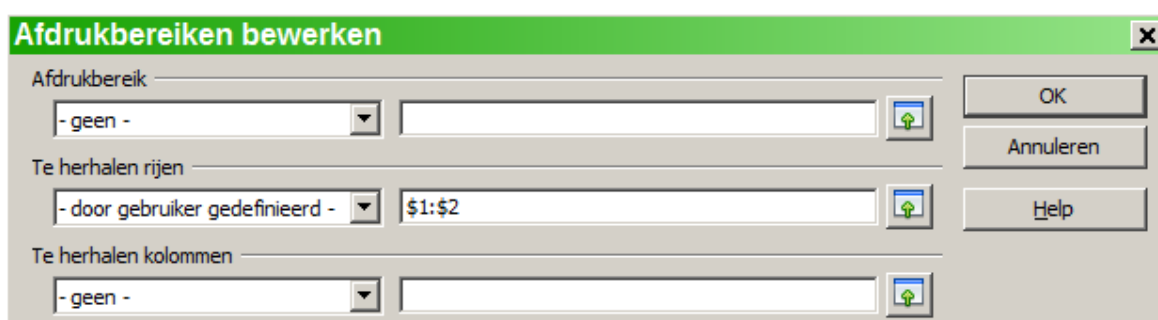 Afdrukbereiken bewerken
Afdrukbereik
- geen -
OK
Annuleren
Te herhalen rijen
- door gebruiker gedefinieerd - $1:$2
Help
Te herhalen kolommen
- geen -